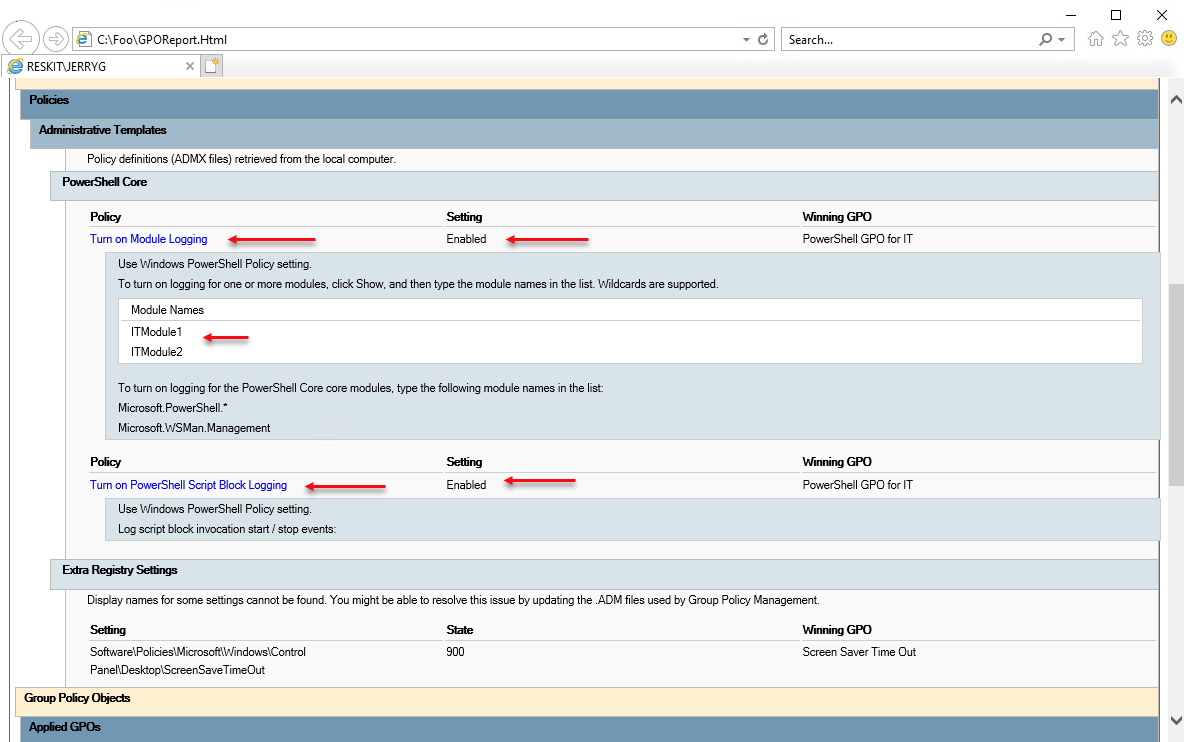 C:\Foo\GPOReport.Html
Search...
RESKIT\JERRYG
Policies
Administrative Templates
Policy definitions (ADMX files) retrieved from the local computer.
PowerShell Core
Policy Setting Winning GPO
Turn on Module Logging Enabled PowerShell GPO for IT
Use Windows PowerShell Policy setting.
To turn on logging for one or more modules, click Show, and then type the module names in the list. Wildcards are supported.
Module Names
ITModule1
ITModule2
To turn on logging for the PowerShell Core core modules, type the following module names in the list:
Microsoft.PowerShell.*
Microsoft.WSMan.Management
Policy Setting Winning GPO
Turn on PowerShell Script Block Logging Enabled PowerShell GPO for IT
Use Windows PowerShell Policy setting.
Log script block invocation start / stop events:
Extra Registry Settings
Display names for some settings cannot be found. You might be able to resolve this issue by updating the .ADM files used by Group Policy Management.
Setting State Winning GPO
Software\Policies\Microsoft\Windows\Control 900 Screen Saver Time Out
Panel\Desktop\ScreenSaveTimeOut
Group Policy Objects
Applied GPOs